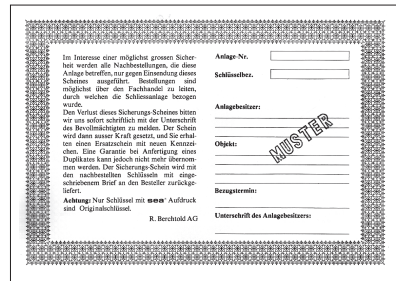 Im Interesse einer möglichst grossen Sicher-
heit werden alle Nachbestellungen, die diese
Anlage betreffen, nur gegen Einsendung dieses
Scheines ausgeführt. Bestellungen sind
möglichst über den Fachhandel zu leiten,
durch welchen die Schliessanlage bezogen
wurde.
Den Verlust dieses Sicherungs-Scheines bitten
wir uns sofort schriftlich mit der Unterschrift
des Bevollmächtigten zu melden. Der Schein
wird dann ausser Kraft gesetzt, und Sie erhal-
ten einen Ersatzschein mit neuen Kennzei-
chen. Eine Garantie bei Anfertigung eines
Duplikates kann jedoch nicht mehr übernom-
men werden. Der Sicherungs-Schein wird mit
den nachbestellten Schlüsseln mit einge-
schriebenem Brief an den Besteller zurückge-
liefert.
Achtung: Nur Schlüssel mit sea® Aufdruck
sind Originalschlüssel.
R. Berchtold AG
Anlage-Nr.
Schlüsselbez.
Anlagebesitzer:
MUSTER
Objekt:
Bezugstermin:
Unterschrift des Anlagebesitzers: